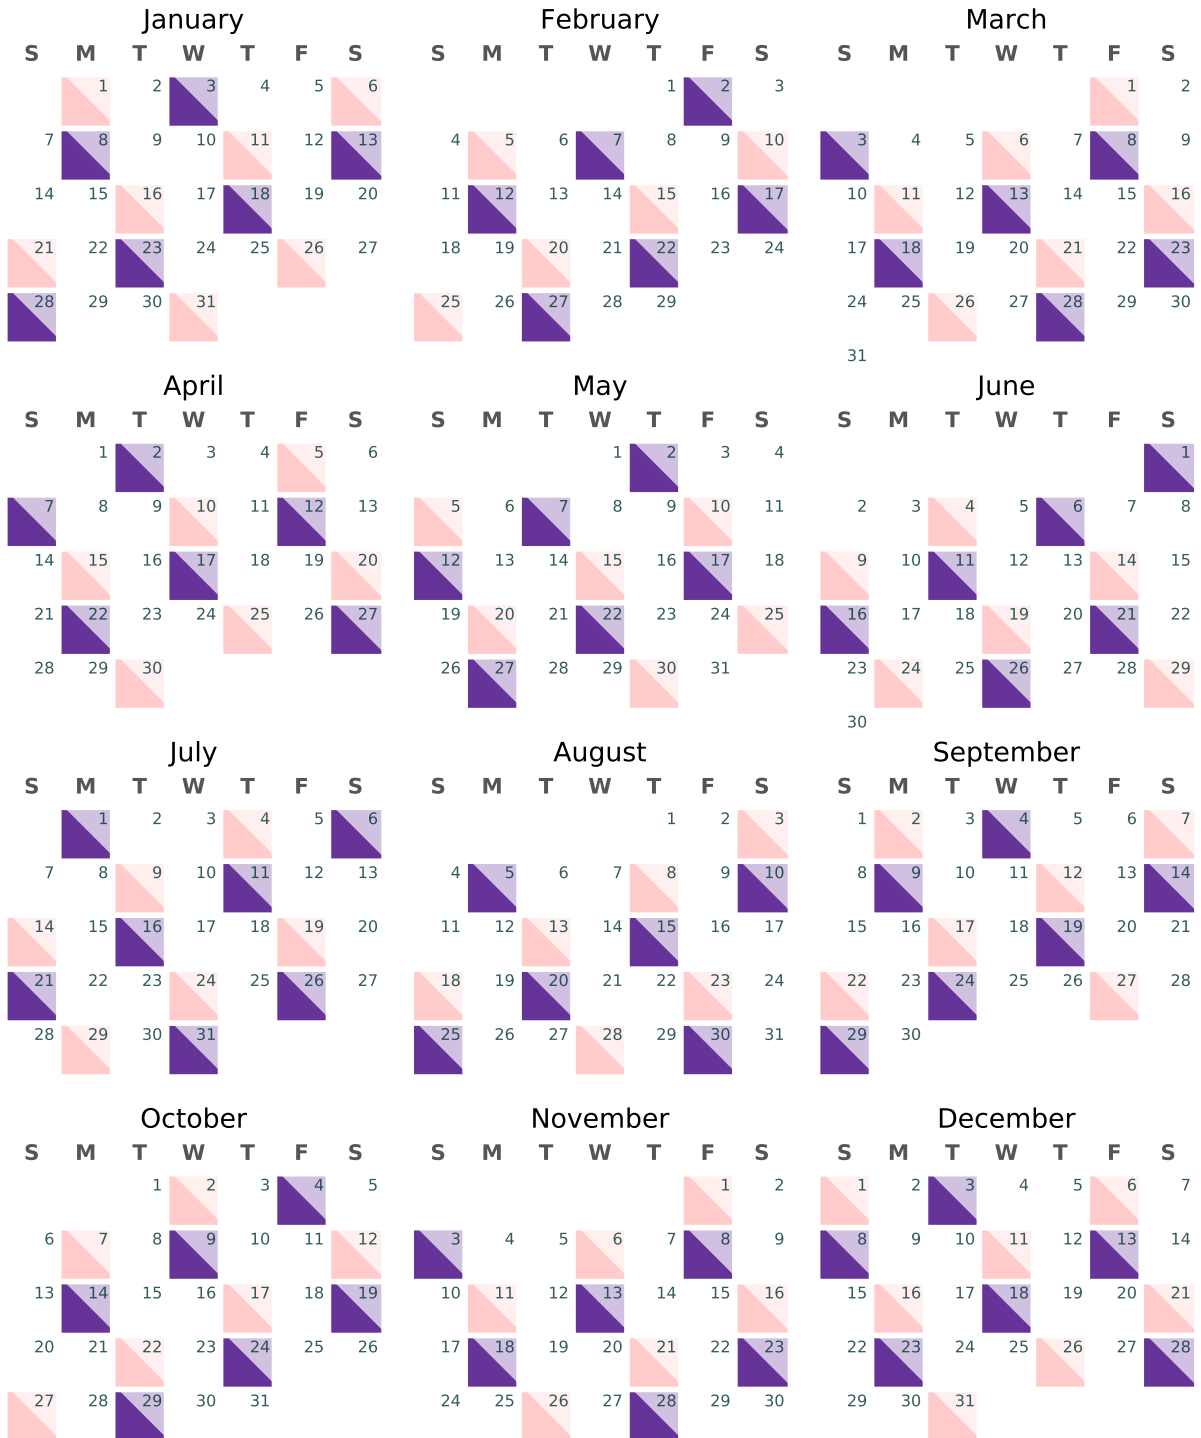 January
S M T W T F S
1 2 3 4 5 6
7 8 9 10 11 12 13
14 15 16 17 18 19 20
21 22 23 24 25 26 27
28 29 30 31
February
S M T W T F S
1 2 3
4 5 6 7 8 9 10
11 12 13 14 15 16 17
18 19 20 21 22 23 24
25 26 27 28 29
March
S M T W T F S
1 2
3 4 5 6 7 8 9
10 11 12 13 14 15 16
17 18 19 20 21 22 23
24 25 26 27 28 29 30
31
April
S M T W T F S
1 2 3 4 5 6
7 8 9 10 11 12 13
14 15 16 17 18 19 20
21 22 23 24 25 26 27
28 29 30
May
S M T W T F S
1 2 3 4
5 6 7 8 9 10 11
12 13 14 15 16 17 18
19 20 21 22 23 24 25
26 27 28 29 30 31
June
S M T W T F S
1
2 3 4 5 6 7 8
9 10 11 12 13 14 15
16 17 18 19 20 21 22
23 24 25 26 27 28 29
30
July
S M T W T F S
1 2 3 4 5 6
7 8 9 10 11 12 13
14 15 16 17 18 19 20
21 22 23 24 25 26 27
28 29 30 31
August
S M T W T F S
1 2 3
4 5 6 7 8 9 10
11 12 13 14 15 16 17
18 19 20 21 22 23 24
25 26 27 28 29 30 31
September
S M T W T F S
1 2 3 4 5 6 7
8 9 10 11 12 13 14
15 16 17 18 19 20 21
22 23 24 25 26 27 28
29 30
October
S M T W T F S
1 2 3 4 5
6 7 8 9 10 11 12
13 14 15 16 17 18 19
20 21 22 23 24 25 26
27 28 29 30 31
November
S M T W T F S
1 2
3 4 5 6 7 8 9
10 11 12 13 14 15 16
17 18 19 20 21 22 23
24 25 26 27 28 29 30
December
S M T W T F S
1 2 3 4 5 6 7
8 9 10 11 12 13 14
15 16 17 18 19 20 21
22 23 24 25 26 27 28
29 30 31